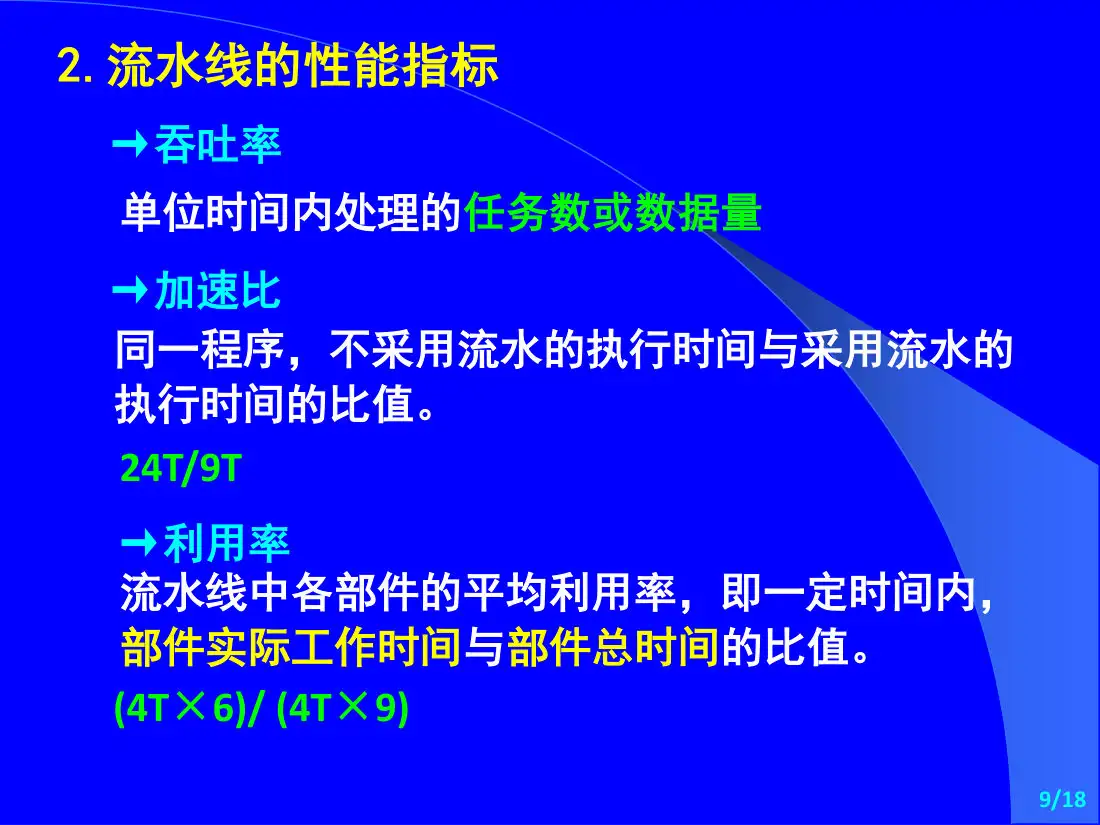 2.流水线的性能指标
→吞吐率
单位时间内处理的任务数或数据量
→加速比
同一程序，不采用流水的执行时间与采用流水的
执行时间的比值。
24T/9T
→利用率
流水线中各部件的平均利用率，即一定时间内，
部件实际工作时间与部件总时间的比值。
(4T×6)/ (4T×9)
9/18